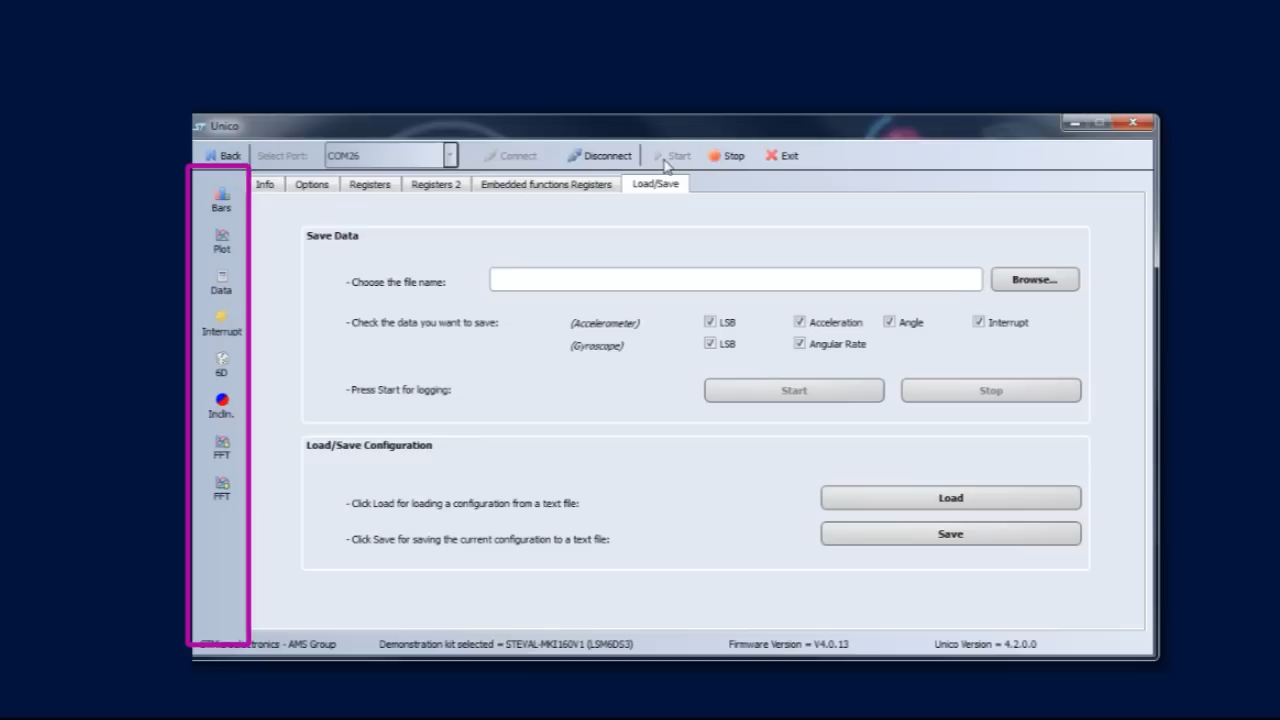 Unico
Back Select Port: COM26 Connect Disconnect Start Stop Exit
Info Options Registers Registers 2 Embedded functions Registers Load/Save
Bars
Plot
Data
Interrupt
6D
Inclin.
FFT
FFT
Save Data
- Choose the file name: Browse...
- Check the data you want to save: (Accelerometer) LSB Acceleration Angle Interrupt
(Gyroscope) LSB Angular Rate
- Press Start for logging: Start Stop
Load/Save Configuration
- Click Load for loading a configuration from a text file: Load
- Click Save for saving the current configuration to a text file: Save
STMicroelectronics - AMS Group Demonstration kit selected = STEVAL-MKI160V1 (LSM6DS3) Firmware Version = V4.0.13 Unico Version = 4.2.0.0